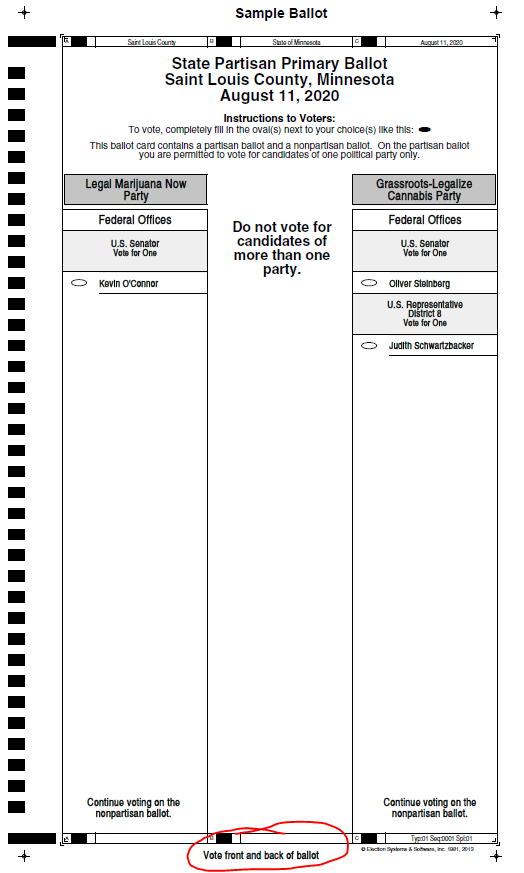 Sample Ballot
A
Saint Louis County
B
State of Minnesota
C
August 11, 2020
State Partisan Primary Ballot
Saint Louis County, Minnesota
August 11, 2020
Instructions to Voters:
To vote, completely fill in the oval(s) next to your choice(s) like this:
This ballot card contains a partisan ballot and a nonpartisan ballot. On the partisan ballot
you are permitted to vote for candidates of one political party only.
Legal Marijuana Now
Party
Federal Offices
U.S. Senator
Vote for One
Kevin O'Connor
Continue voting on the
nonpartisan ballot.
Do not vote for
candidates of
more than one
party.
Grassroots-Legalize
Cannabis Party
Federal Offices
U.S. Senator
Vote for One
Oliver Steinberg
U.S. Representative
District 8
Vote for One
Judith Schwartzbacker
Continue voting on the
nonpartisan ballot.
A
B
C
Typ:01 Seq:0001 Spl:01
Vote front and back of ballot
© Election Systems & Software, Inc. 1981, 2013